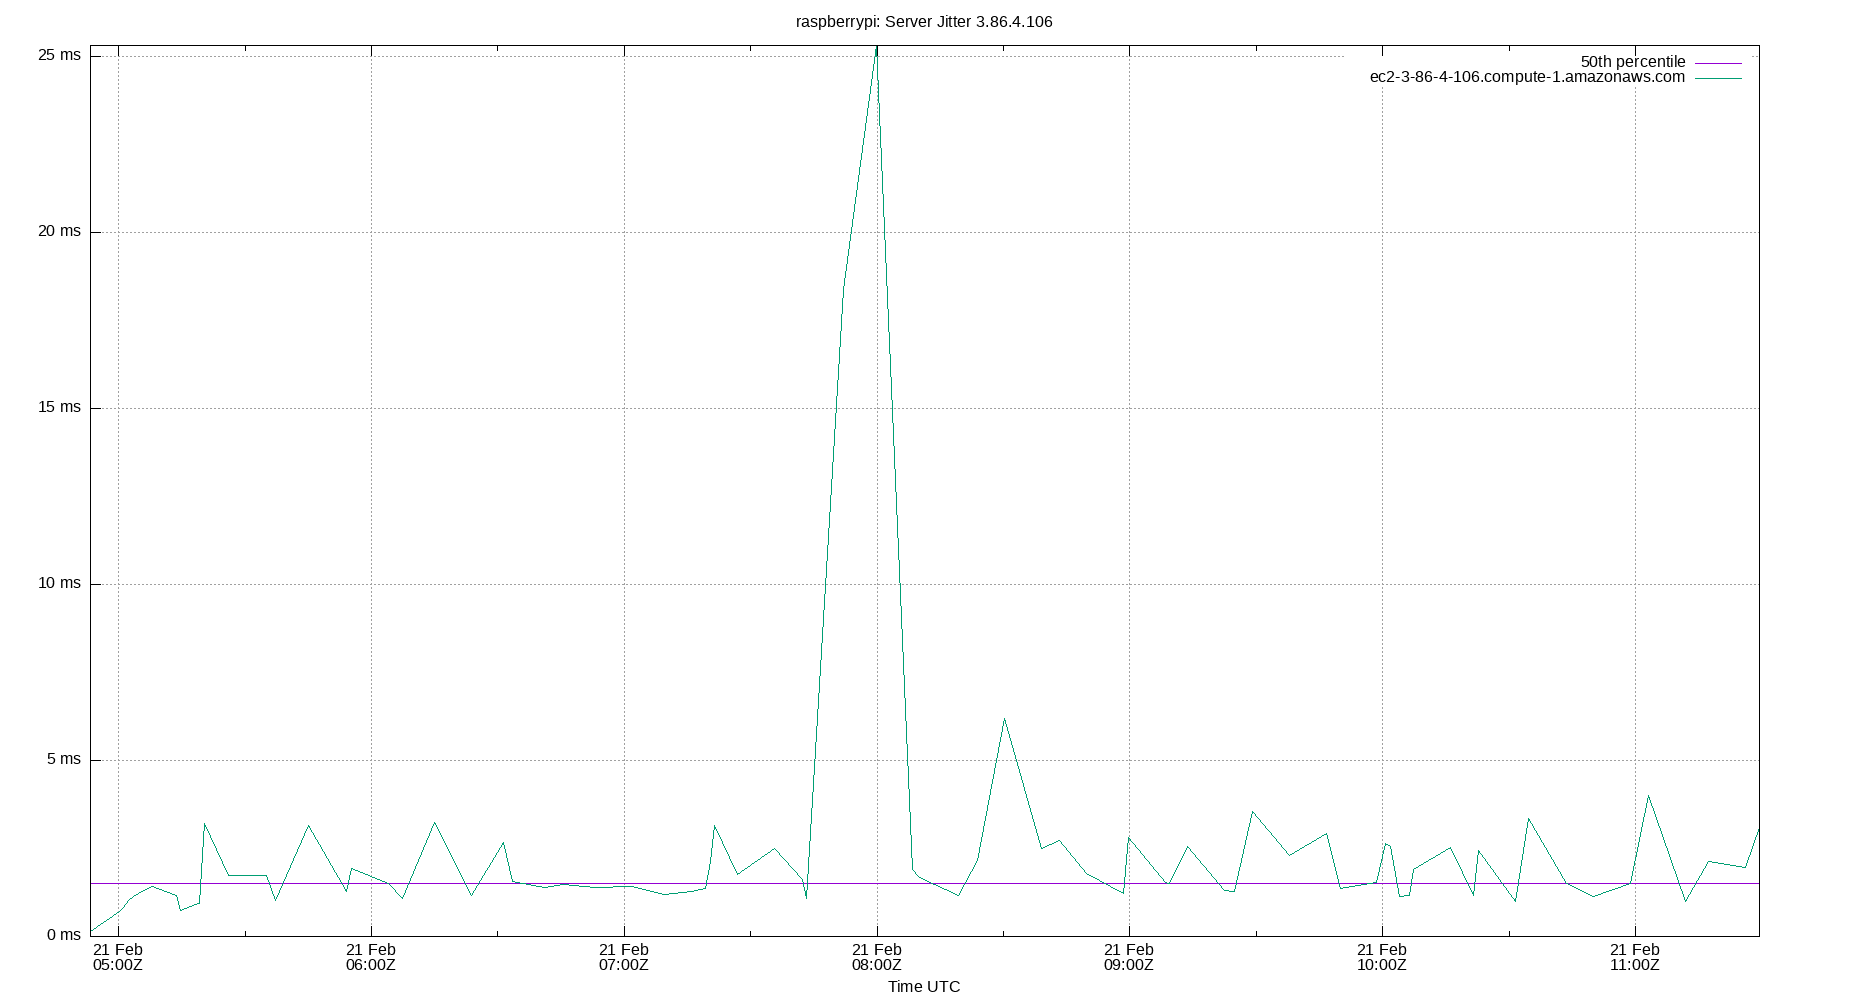 raspberrypi: Server Jitter 3.86.4.106
25 ms
50th percentile
ec2-3-86-4-106.compute-1.amazonaws.com
20 ms
15 ms
10 ms
5 ms
0 ms
21 Feb 21 Feb 21 Feb 21 Feb 21 Feb 21 Feb 21 Feb
05:00Z 06:00Z 07:00Z 08:00Z 09:00Z 10:00Z 11:00Z
Time UTC